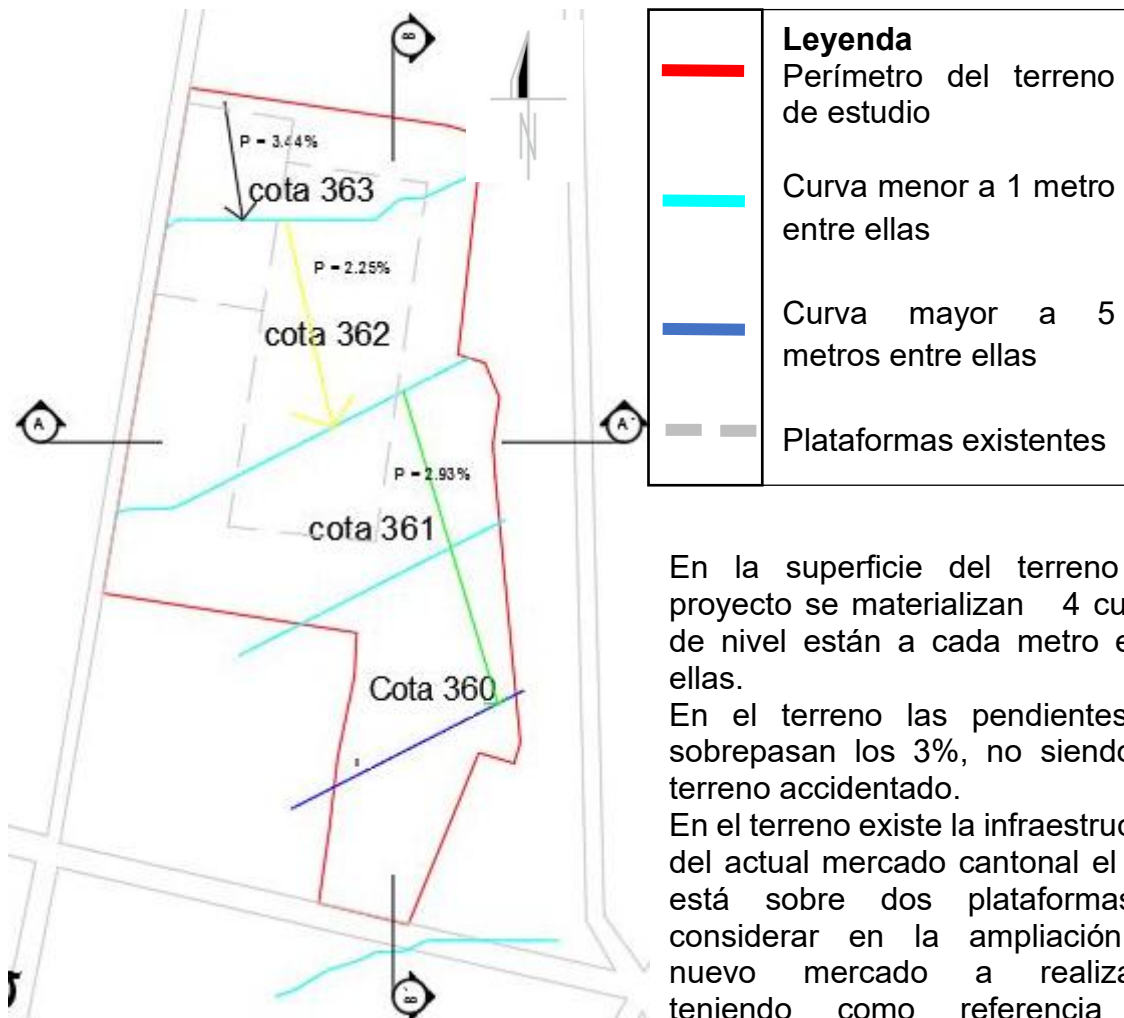 B
N
P = 3.44%
cota 363
P = 2.25%
cota 362
A
A'
P = 2.93%
cota 361
Cota 360
B'
Leyenda
Perímetro del terreno
de estudio
Curva menor a 1 metro
entre ellas
Curva mayor a 5
metros entre ellas
Plataformas existentes
En la superficie del terreno
proyecto se materializan 4 cu
de nivel están a cada metro e
ellas.
En el terreno las pendientes
sobrepasan los 3%, no siendo
terreno accidentado.
En el terreno existe la infraestruc
del actual mercado cantonal el
está sobre dos plataformas
considerar en la ampliación
nuevo mercado a realiza
teniendo como referencia